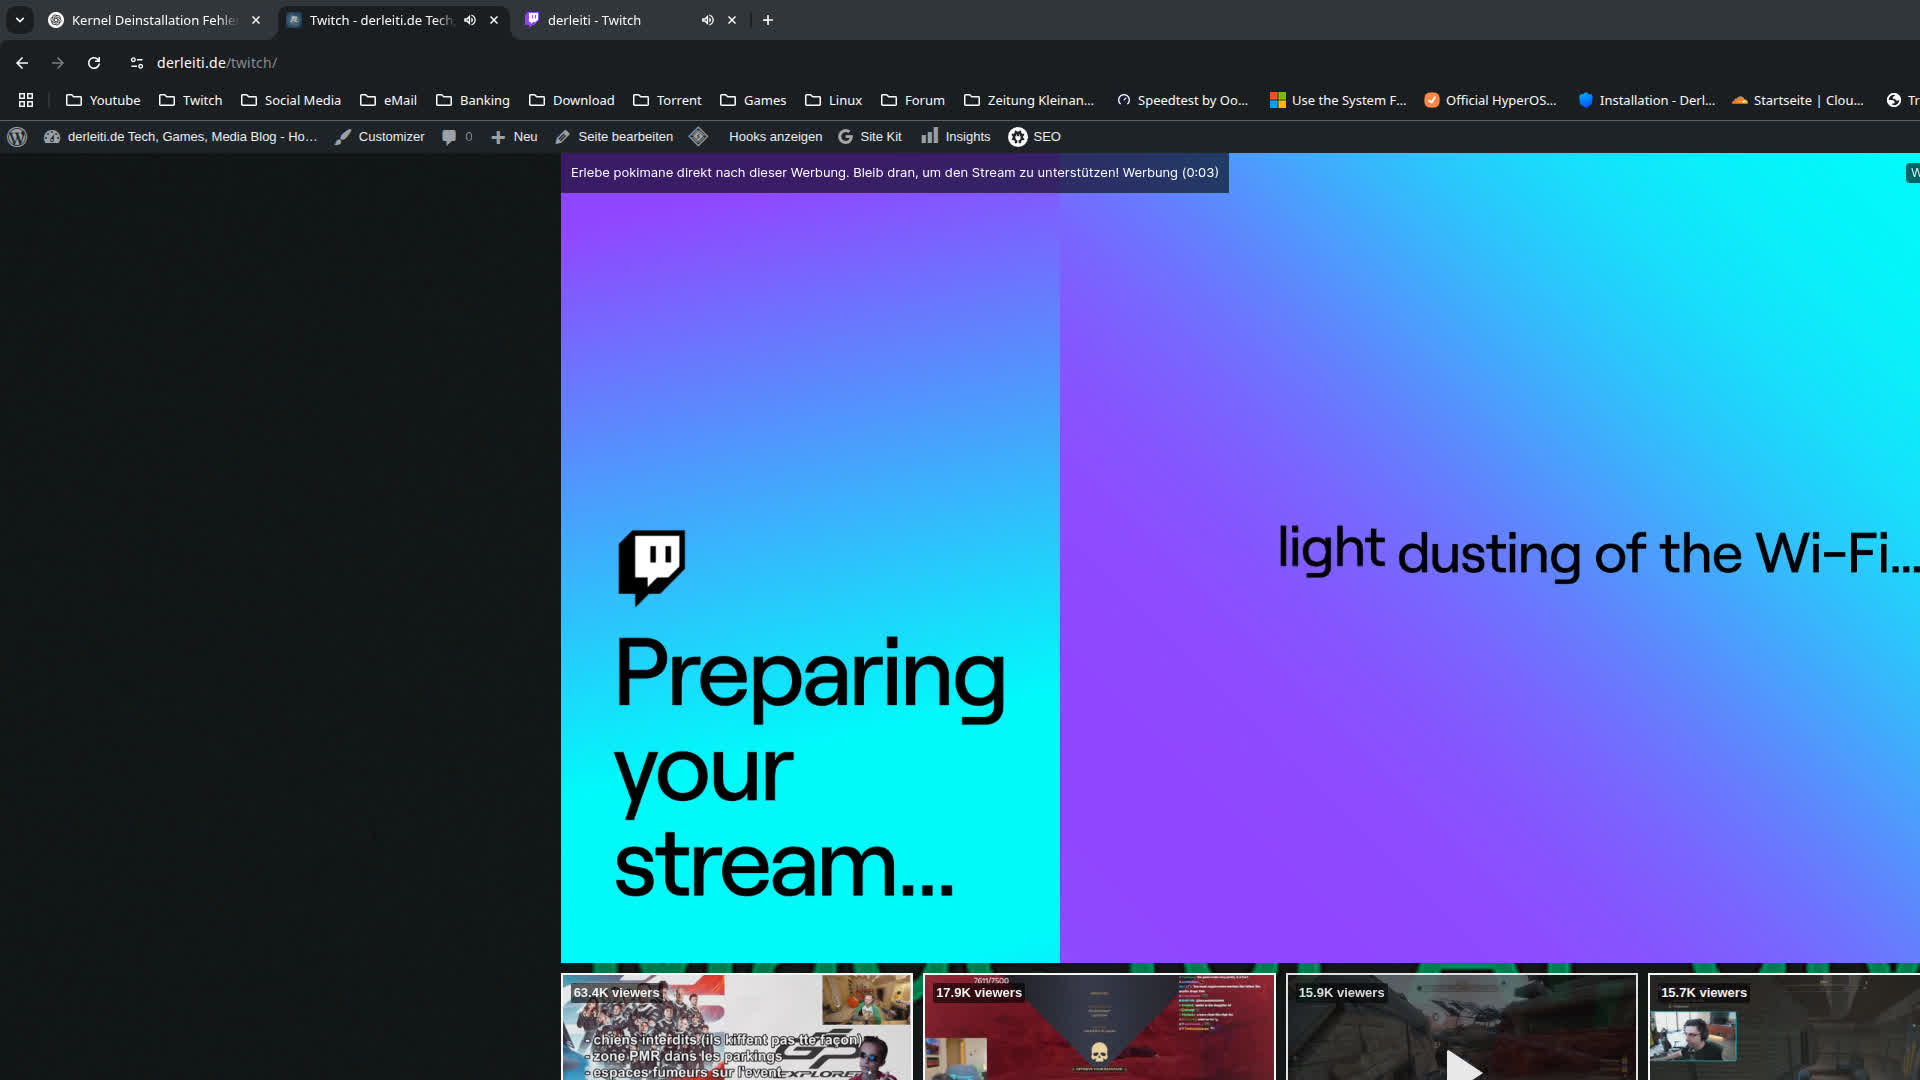 Kernel Deinstallation Fehle
Twitch - derleiti.de Tech,
derleiti - Twitch
derleiti.de/twitch/
Youtube
Twitch
Social Media
eMail
Banking
Download
Torrent
Games
Linux
Forum
Zeitung Kleinan...
Speedtest by Oo...
Use the System F...
Official HyperOS...
Installation - Derl...
Startseite | Clou...
Tr
derleiti.de Tech, Games, Media Blog - Ho...
Customizer
0
Neu
Seite bearbeiten
Hooks anzeigen
Site Kit
Insights
SEO
Erlebe pokimane direkt nach dieser Werbung. Bleib dran, um den Stream zu unterstützen! Werbung (0:03)
W
light dusting of the Wi-Fi...
Preparing
your
stream...
63.4K viewers
- chiens interdits (ils kiffent pas tte façon)
- zone PMR dans les parkings
- espaces fumeurs sur l'event
GP
EXPLORE
7611/7500
17.9K viewers
15.9K viewers
15.7K viewers